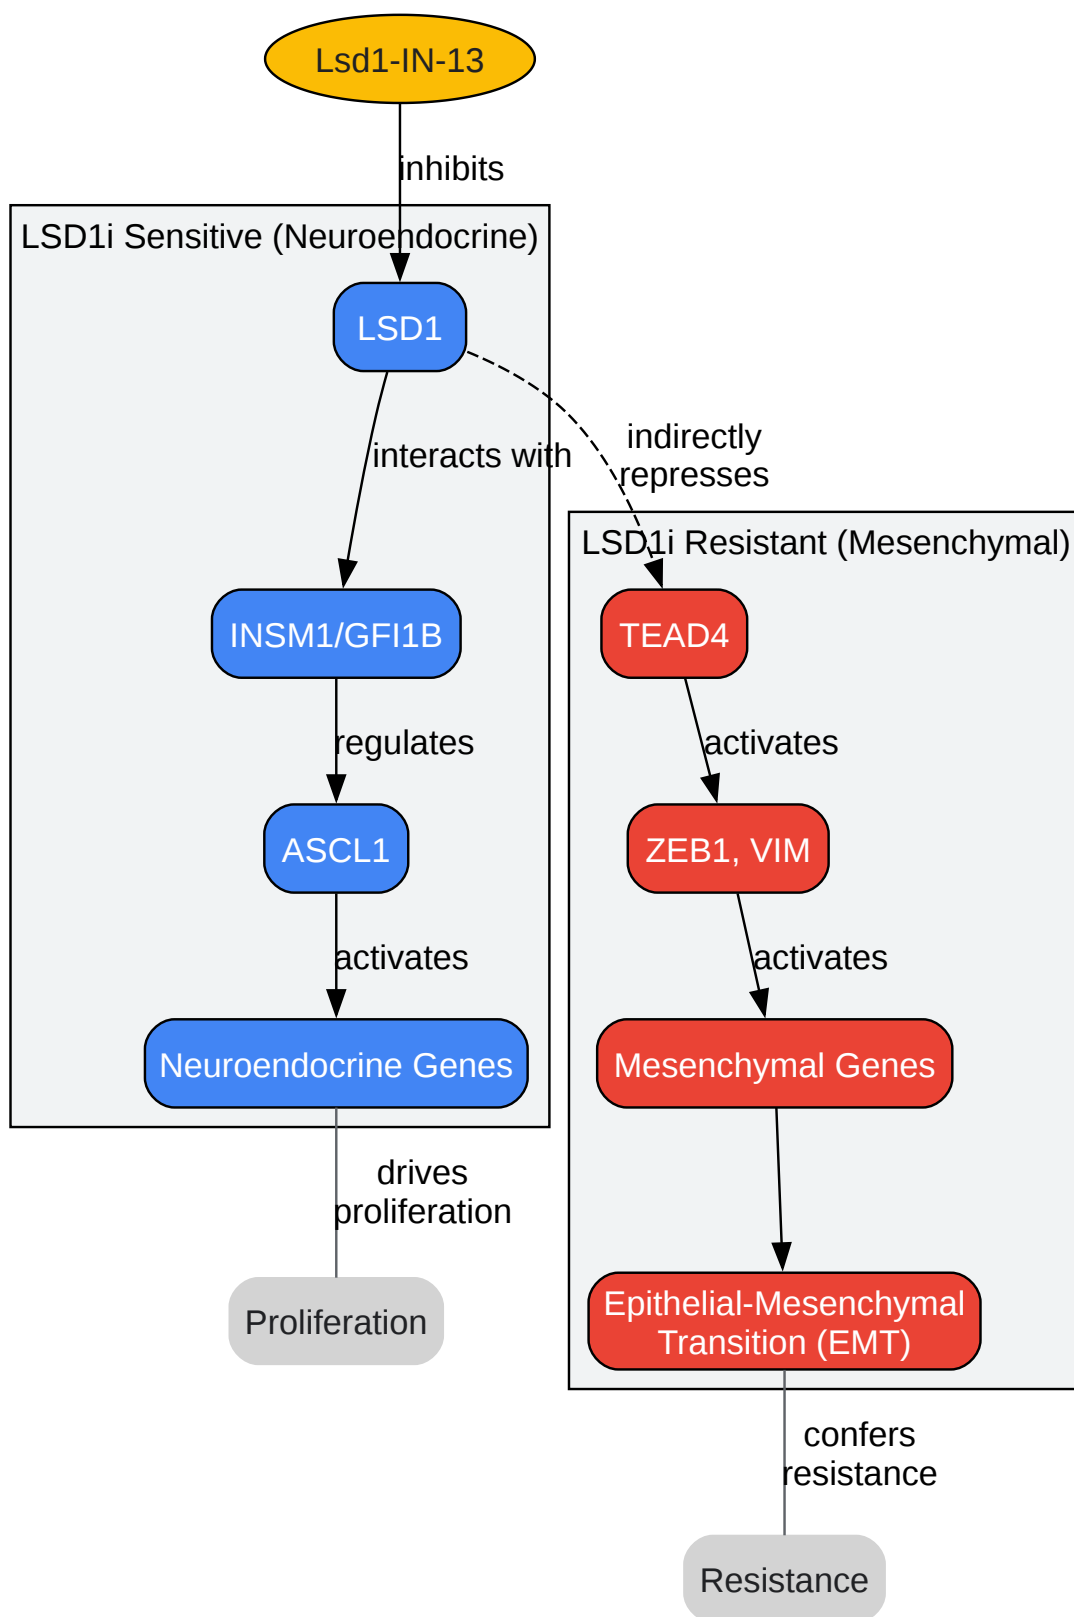 Lsd1-IN-13
inhibits
LSD1i Sensitive (Neuroendocrine)
LSD1
interacts with
indirectly
represses
LSD1i Resistant (Mesenchymal)
INSM1/GFI1B
TEAD4
regulates
activates
ASCL1
ZEB1, VIM
activates
activates
Neuroendocrine Genes
Mesenchymal Genes
drives
proliferation
Proliferation
Epithelial-Mesenchymal
Transition (EMT)
confers
resistance
Resistance